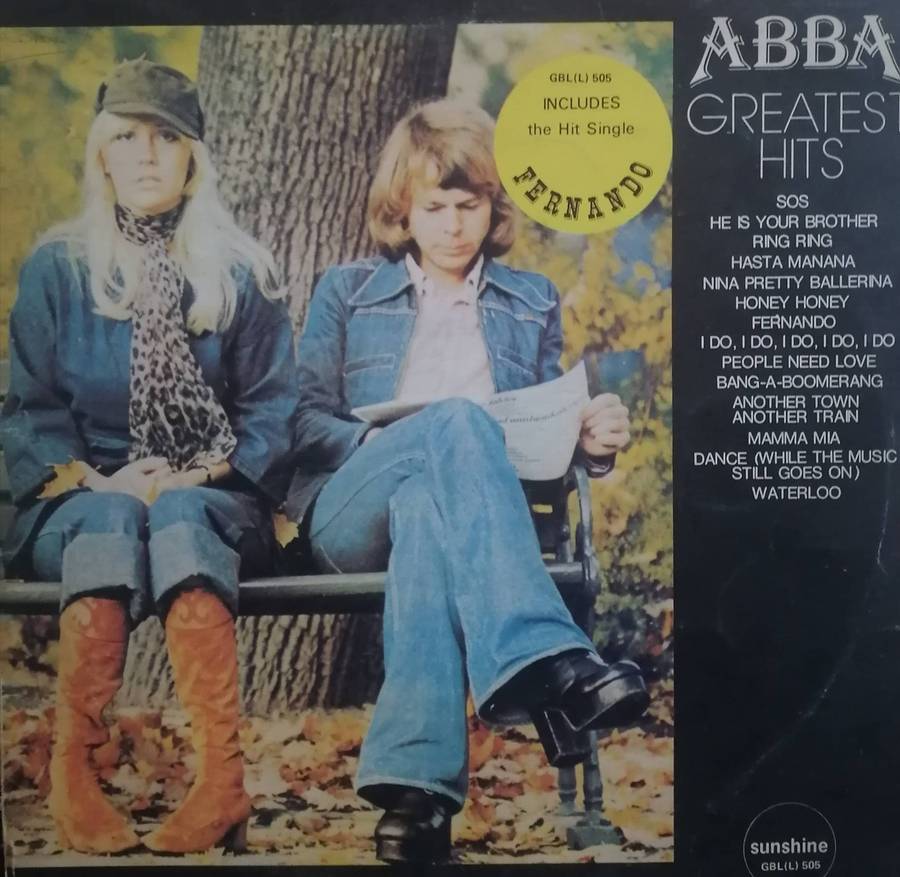 GBL(L) 505
INCLUDES
the Hit Single
FERNANDO
ABBA
GREATEST
HITS
SOS
HE IS YOUR BROTHER
RING RING
HASTA MANANA
NINA PRETTY BALLERINA
HONEY HONEY
FERNANDO
I DO, I DO, I DO, I DO, I DO
PEOPLE NEED LOVE
BANG-A-BOOMERANG
ANOTHER TOWN
ANOTHER TRAIN
MAMMA MIA
DANCE (WHILE THE MUSIC
STILL GOES ON)
WATERLOO
sunshine
GBL(L) 505